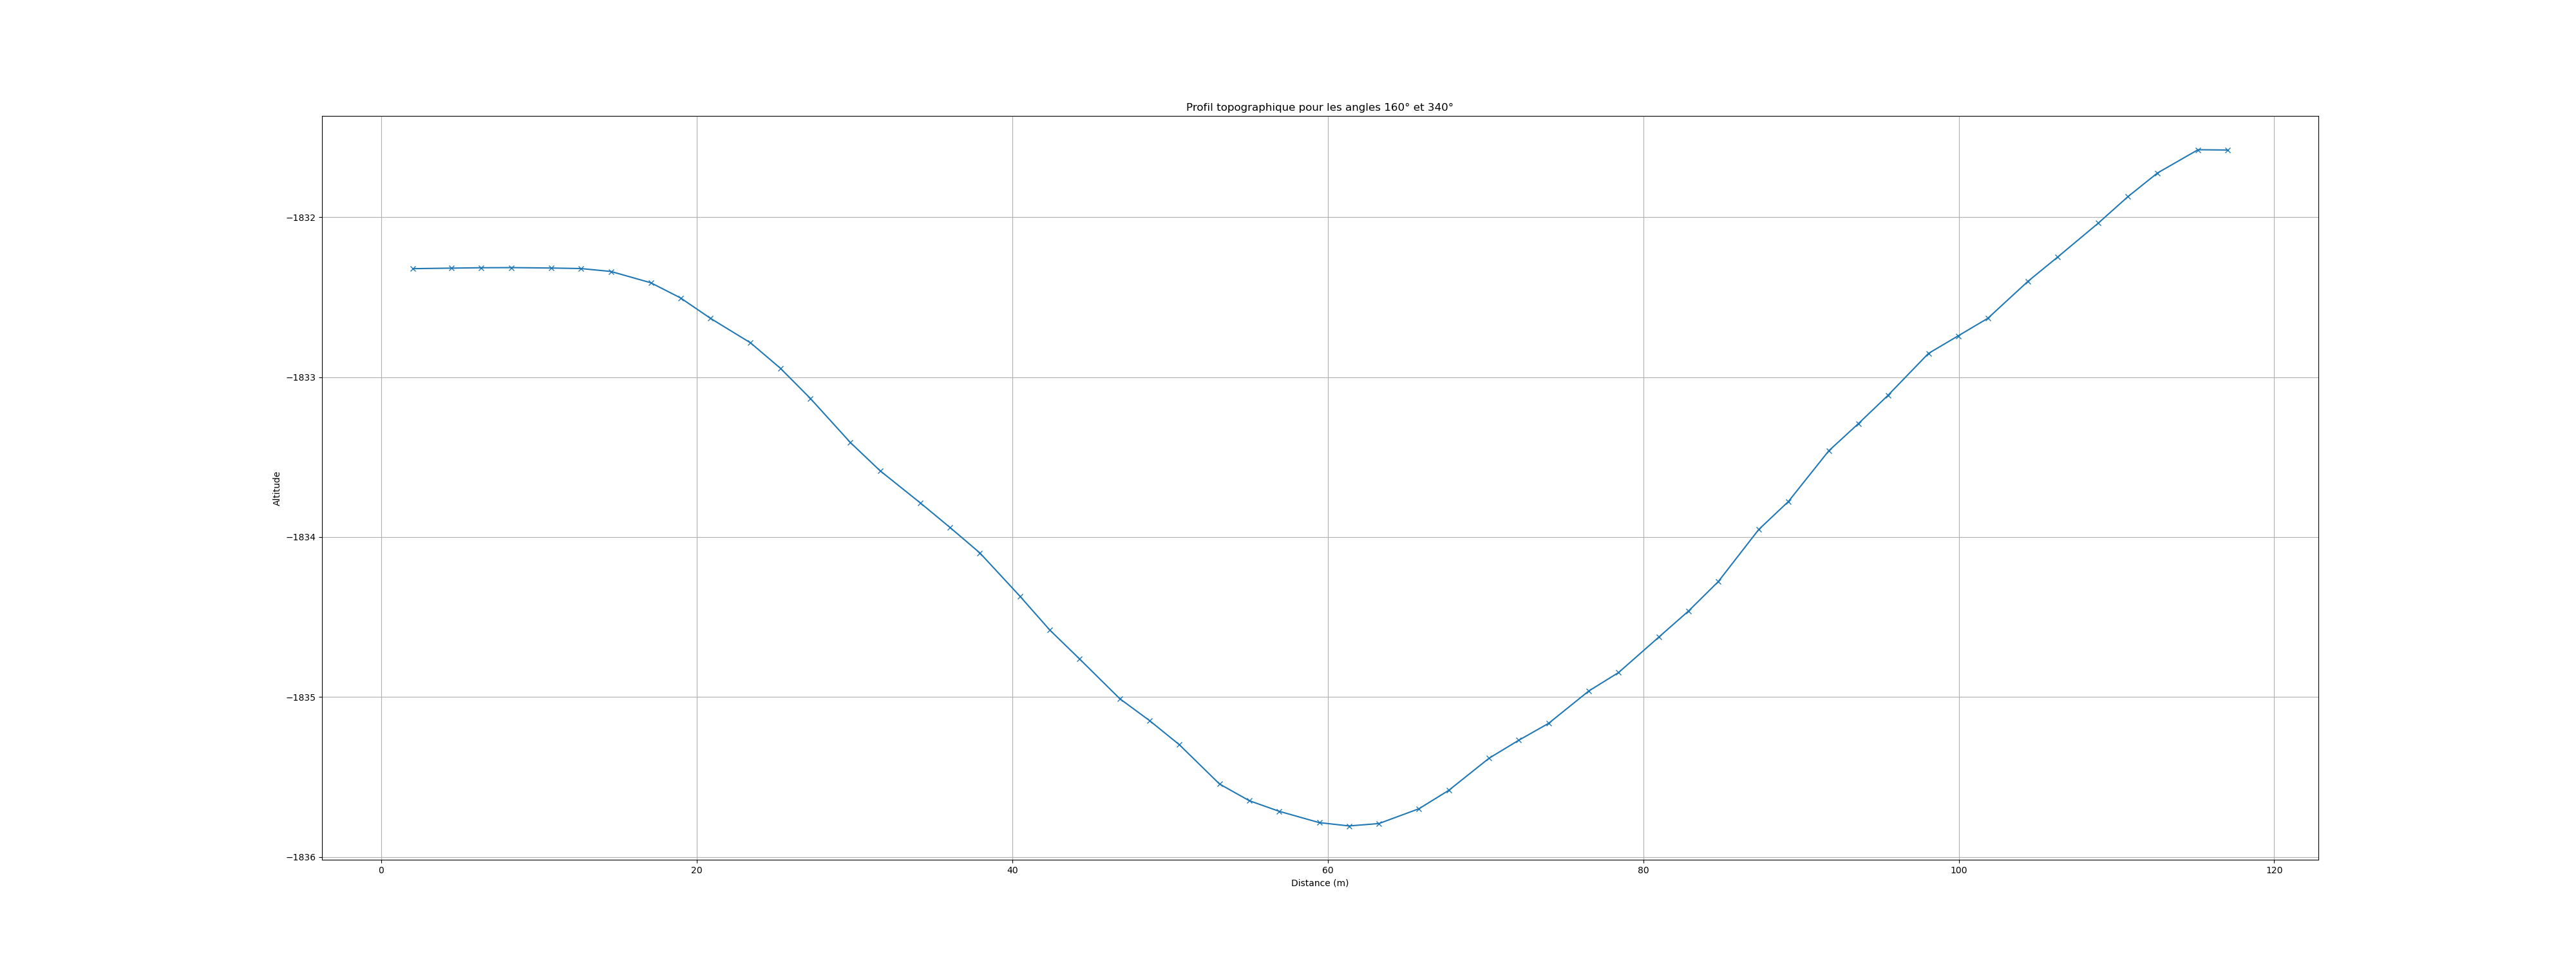 Profil topographique pour les angles 160° et 340°
−1832
−1833
−1834
−1835
−1836
Altitude
0 20 40 60 80 100 120
Distance (m)